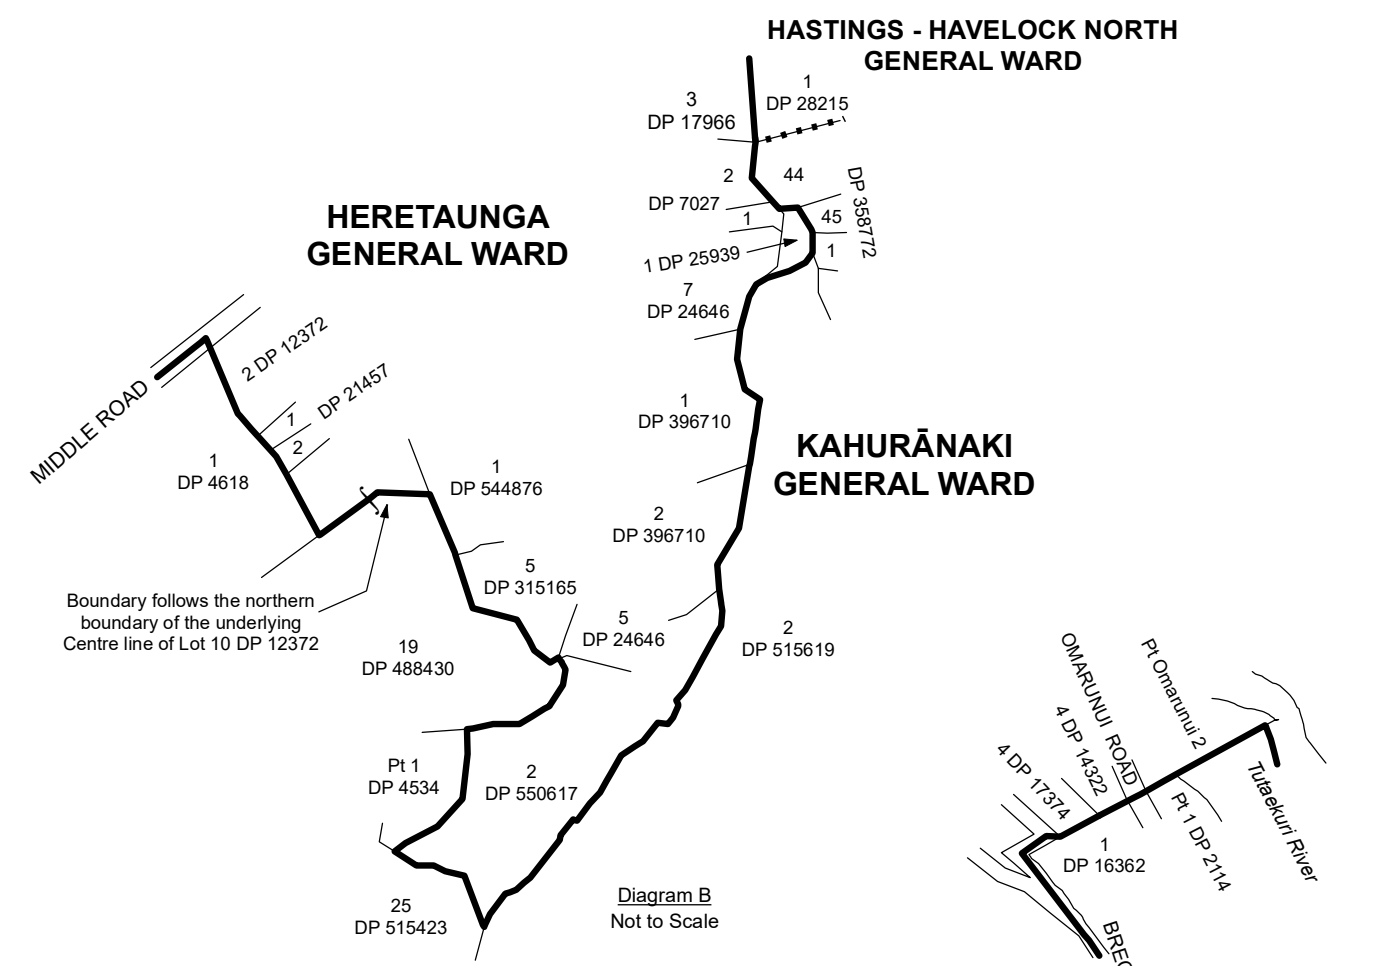 HASTINGS - HAVELOCK NORTH
GENERAL WARD
1
DP 28215
3
DP 17966
2
44
DP 358772
DP 7027
1
45
1 DP 25939
1
HERETAUNGA
GENERAL WARD
7
DP 24646
2 DP 12372
MIDDLE ROAD
1
DP 21457
2
1
DP 4618
1
DP 396710
KAHURĀNAKI
GENERAL WARD
1
DP 544876
2
DP 396710
5
DP 315165
Boundary follows the northern
boundary of the underlying
Centre line of Lot 10 DP 12372
5
DP 24646
2
DP 515619
19
DP 488430
Pt 1
DP 4534
2
DP 550617
25
DP 515423
Diagram B
Not to Scale
OMARUNUI ROAD
Pt Omarunui 2
4 DP 14322
4 DP 17374
Pt 1 DP 2114
Tutaekuri River
1
DP 16362